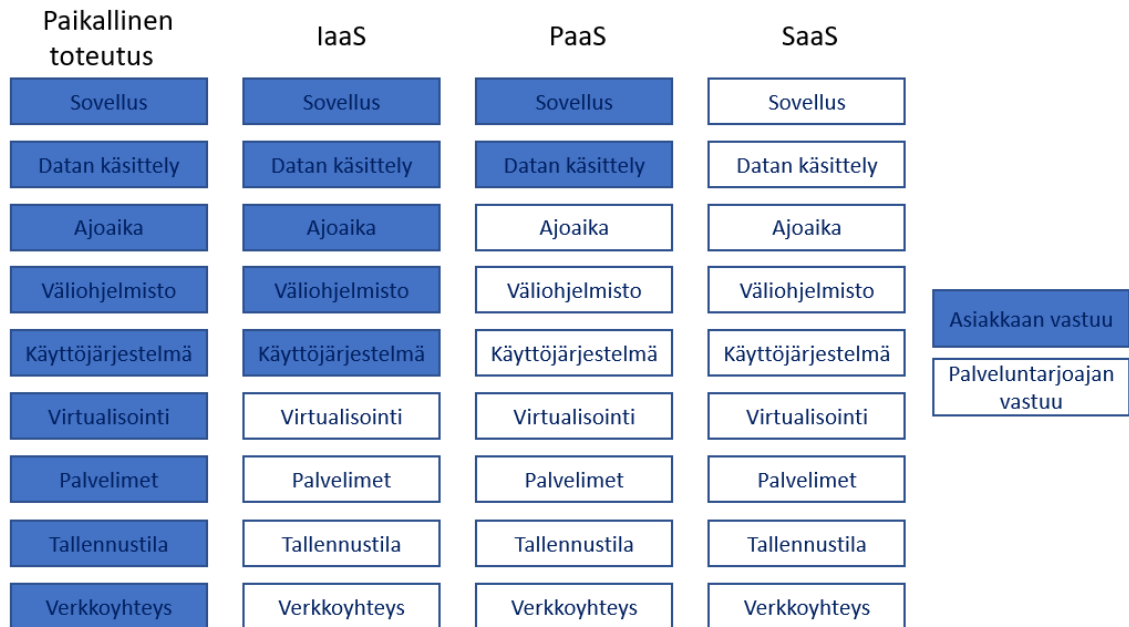 Paikallinen
toteutus
IaaS
PaaS
SaaS
Sovellus
Sovellus
Sovellus
Sovellus
Datan käsittely
Datan käsittely
Datan käsittely
Datan käsittely
Ajoaika
Ajoaika
Ajoaika
Ajoaika
Väliohjelmisto
Väliohjelmisto
Väliohjelmisto
Väliohjelmisto
Käyttöjärjestelmä
Käyttöjärjestelmä
Käyttöjärjestelmä
Käyttöjärjestelmä
Virtualisointi
Virtualisointi
Virtualisointi
Virtualisointi
Palvelimet
Palvelimet
Palvelimet
Palvelimet
Tallennustila
Tallennustila
Tallennustila
Tallennustila
Verkkoyhteys
Verkkoyhteys
Verkkoyhteys
Verkkoyhteys
Asiakkaan vastuu
Palveluntarjoajan
vastuu